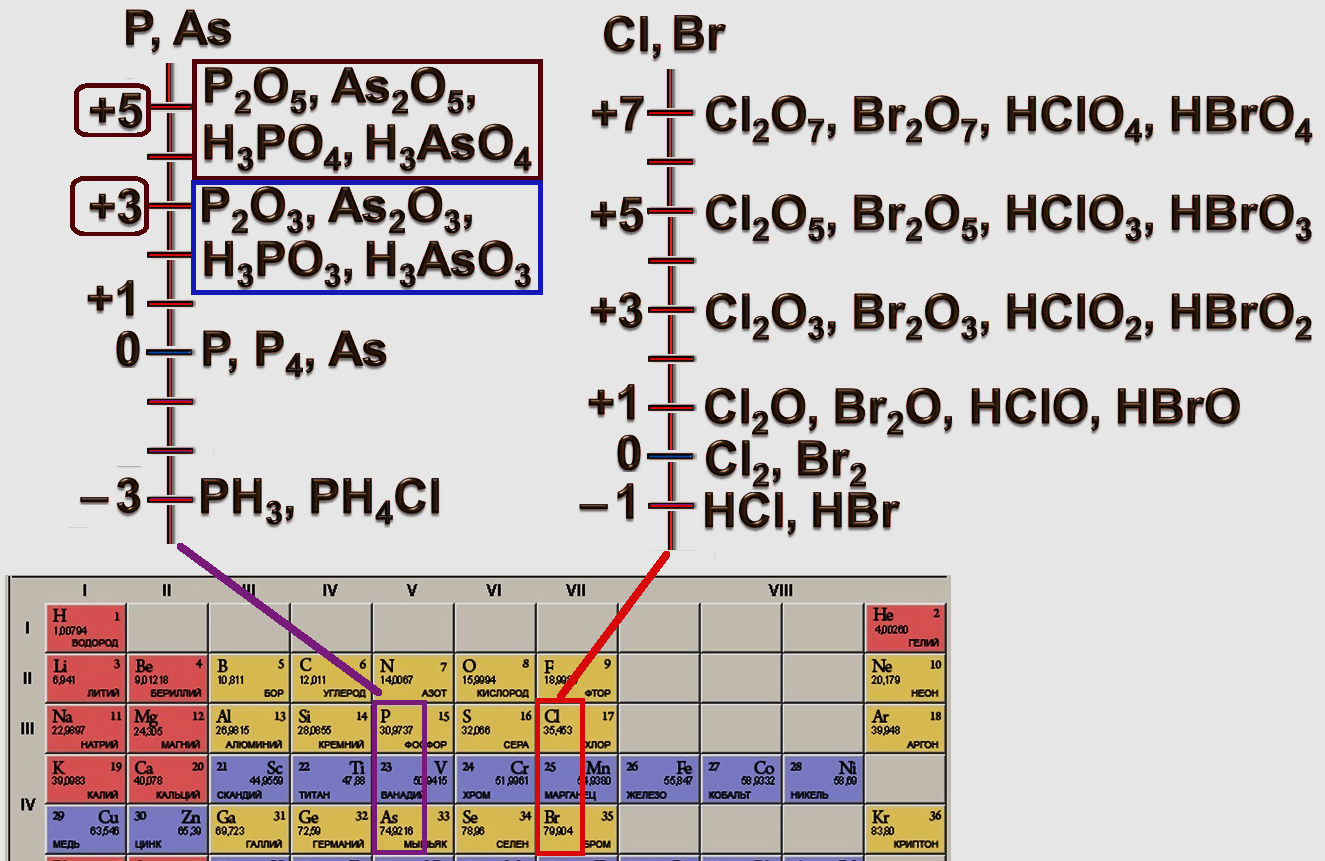 P, As
+5 P₂O₅, As₂O₅,
H₃PO₄, H₃AsO₄
+3 P₂O₃, As₂O₃,
H₃PO₃, H₃AsO₃
+1
0 P, P₄, As
–3 PH₃, PH₄Cl
Cl, Br
+7 Cl₂O₇, Br₂O₇, HClO₄, HBrO₄
+5 Cl₂O₅, Br₂O₅, HClO₃, HBrO₃
+3 Cl₂O₃, Br₂O₃, HClO₂, HBrO₂
+1 Cl₂O, Br₂O, HClO, HBrO
0 Cl₂, Br₂
–1 HCl, HBr
I II III IV V VI VII VIII
I
H 1 He 2
1,00794 4,00260
ВОДОРОД ГЕЛИЙ
II
Li 3 Be 4 B 5 C 6 N 7 O 8 F 9 Ne 10
6,941 9,01218 10,811 12,011 14,0067 15,9994 20,179
ЛИТИЙ БЕРИЛЛИЙ БОР УГЛЕРОД АЗОТ КИСЛОРОД ФТОР НЕОН
III
Na 11 Mg 12 Al 13 Si 14 P 15 S 16 Cl 17 Ar 18
22,9897 24,305 26,9815 28,0855 30,9737 32,066 35,453 39,948
НАТРИЙ МАГНИЙ АЛЮМИНИЙ КРЕМНИЙ ФОСФОР СЕРА ХЛОР АРГОН
IV
K 19 Ca 20 21 Sc 22 Ti 23 V 24 Cr 25 Mn 26 Fe 27 Co 28 Ni
39,0983 40,078 44,9559 47,88 50,9415 51,9961 54,9380 55,847 58,9332 58,69
КАЛИЙ КАЛЬЦИЙ СКАНДИЙ ТИТАН ВАНАДИЙ ХРОМ МАРГАНЕЦ ЖЕЛЕЗО КОБАЛЬТ НИКЕЛЬ
29 Cu 30 Zn Ga 31 Ge 32 As 33 Se 34 Br 35 Kr 36
63,546 65,39 69,723 72,59 74,9216 78,96 79,904 83,80
МЕДЬ ЦИНК ГАЛЛИЙ ГЕРМАНИЙ МЫШЬЯК СЕЛЕН БРОМ КРИПТОН